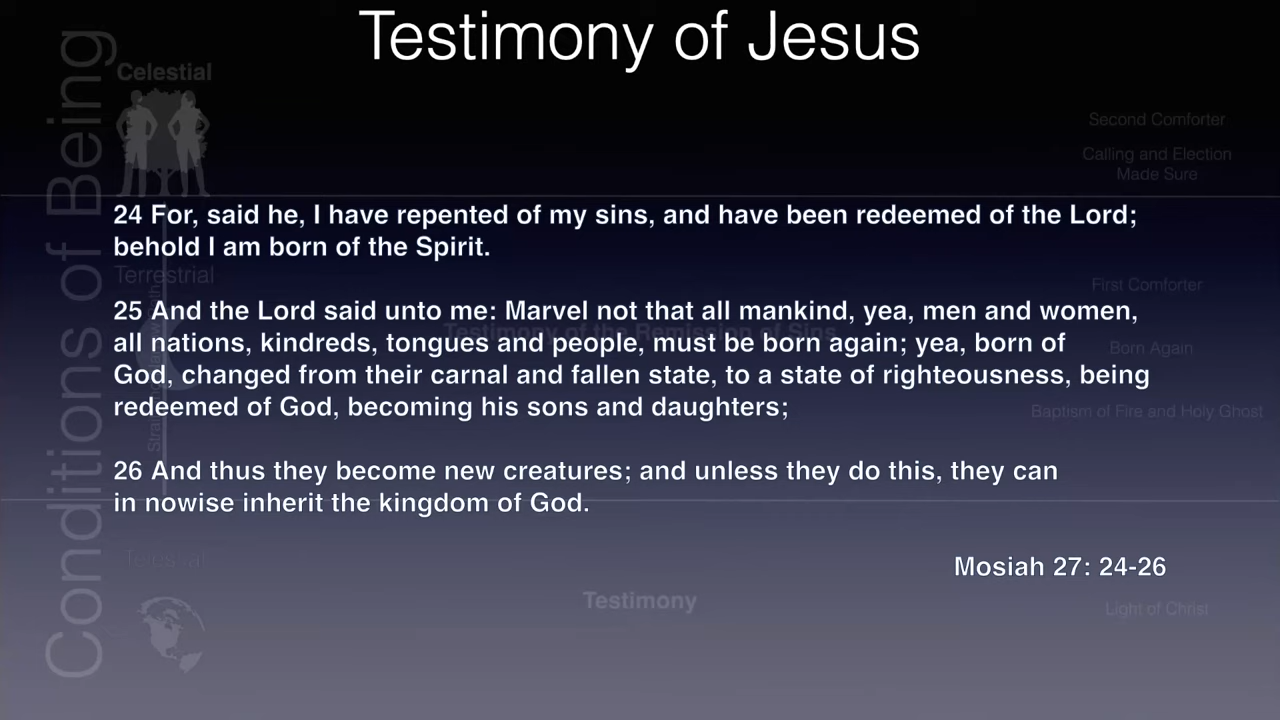 Testimony of Jesus
Conditions of Being
Celestial
Second Comforter
Calling and Election
Made Sure
24 For, said he, I have repented of my sins, and have been redeemed of the Lord;
behold I am born of the Spirit.
Terrestrial
First Comforter
25 And the Lord said unto me: Marvel not that all mankind, yea, men and women,
Testimony of the Remission of Sins
all nations, kindreds, tongues and people, must be born again; yea, born of
Born Again
God, changed from their carnal and fallen state, to a state of righteousness, being
redeemed of God, becoming his sons and daughters;
Baptism of Fire and Holy Ghost
26 And thus they become new creatures; and unless they do this, they can
in nowise inherit the kingdom of God.
Telestial
Mosiah 27: 24-26
Testimony
Light of Christ